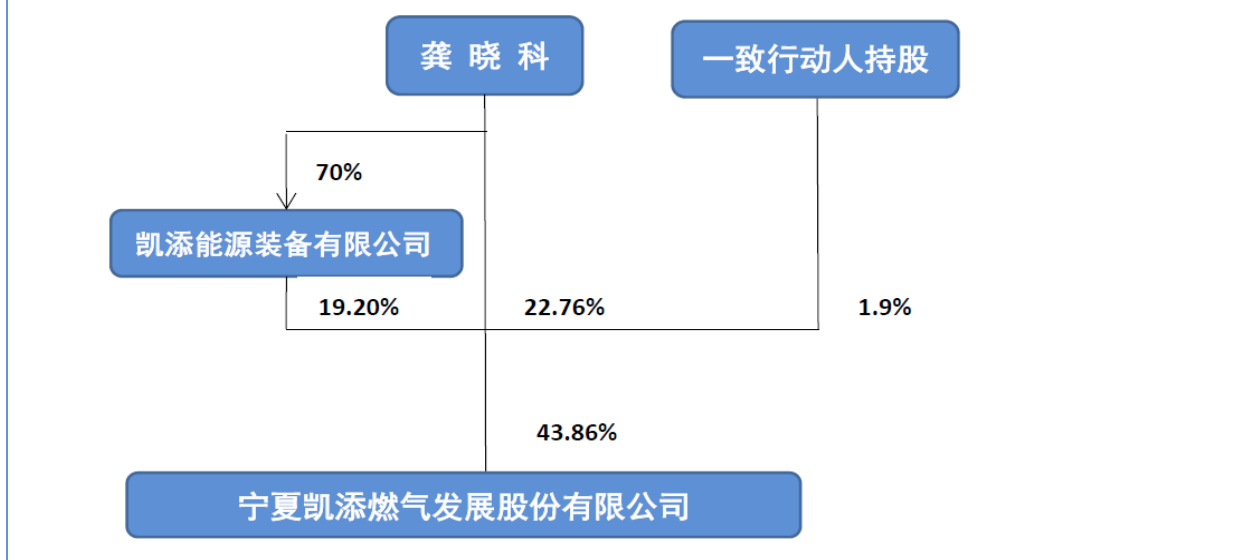 龚 晓 科
一致行动人持股
70%
凯添能源装备有限公司
19.20%
22.76%
1.9%
43.86%
宁夏凯添燃气发展股份有限公司